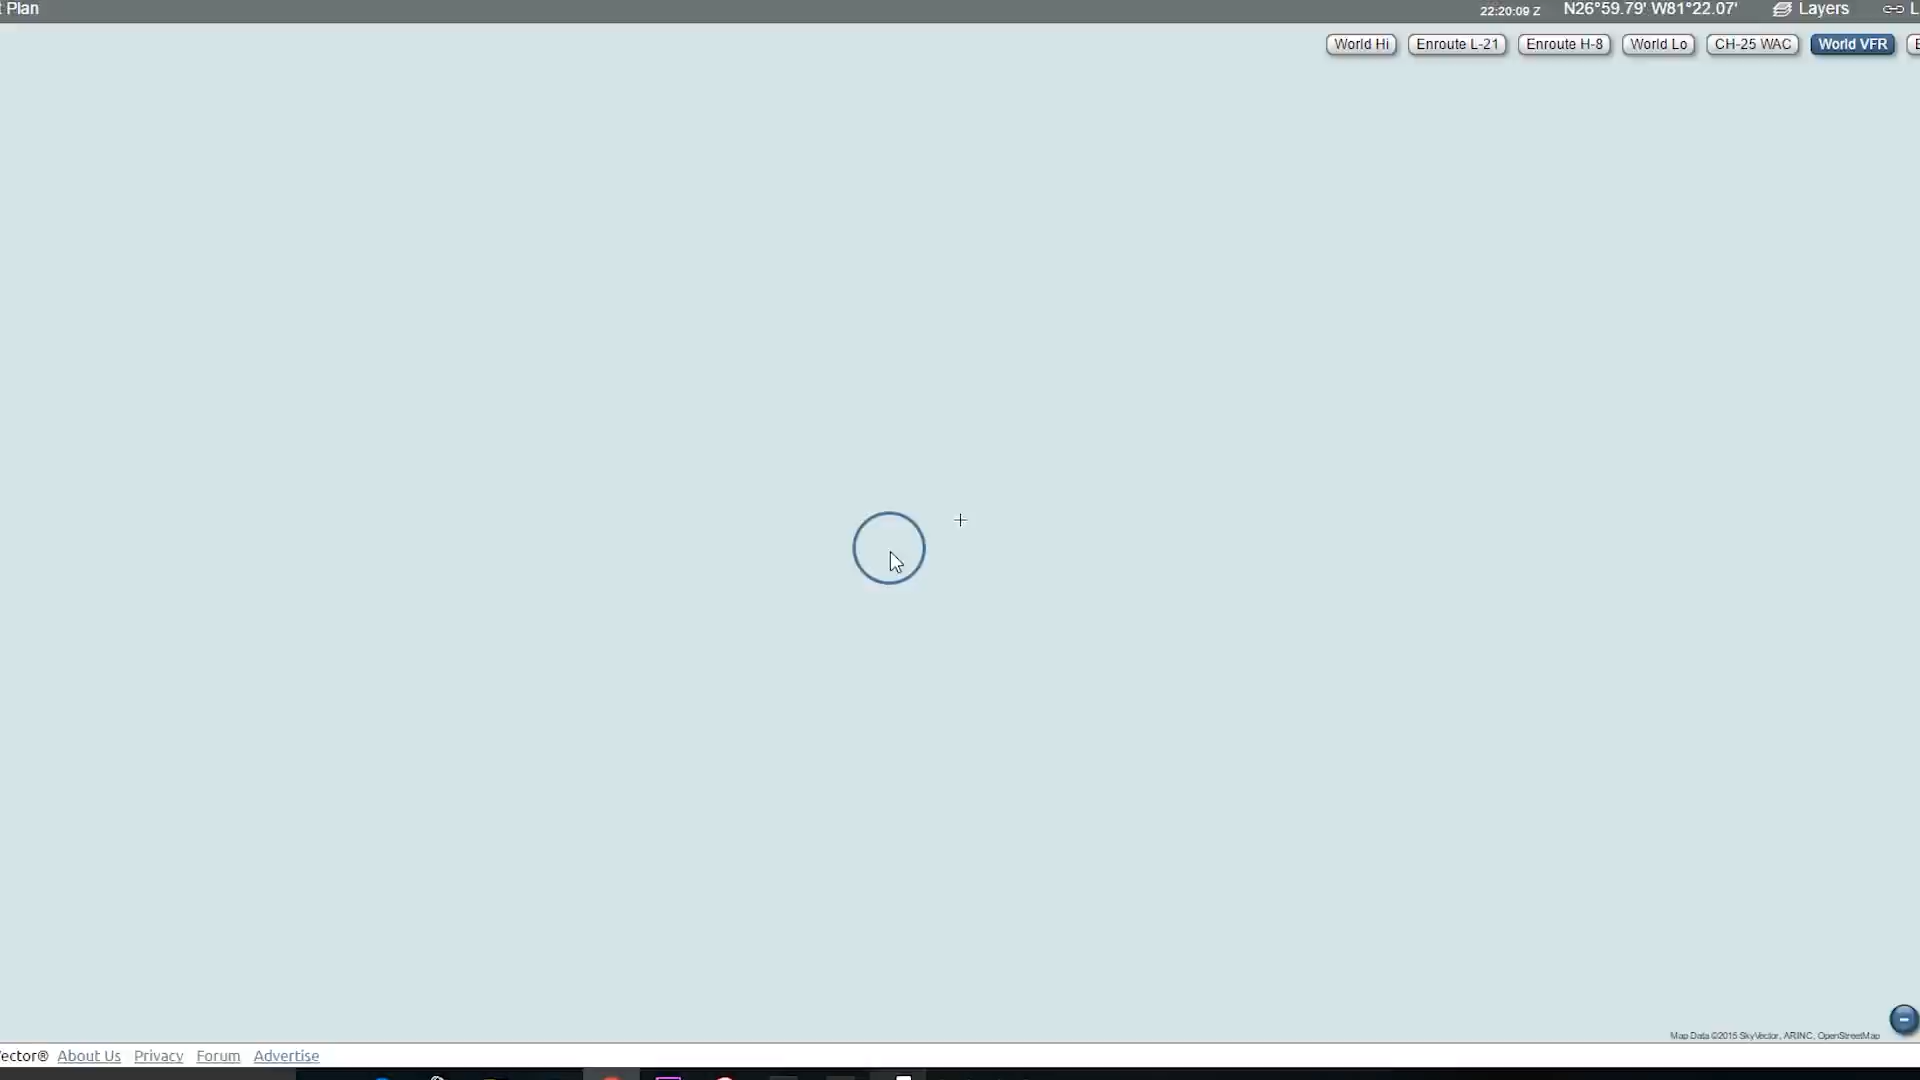 t Plan
22:20:09 Z
N26°59.79' W81°22.07'
Layers
World Hi
Enroute L-21
Enroute H-8
World Lo
CH-25 WAC
World VFR
Map Data ©2015 SkyVector, ARINC, OpenStreetMap
Vector® About Us Privacy Forum Advertise